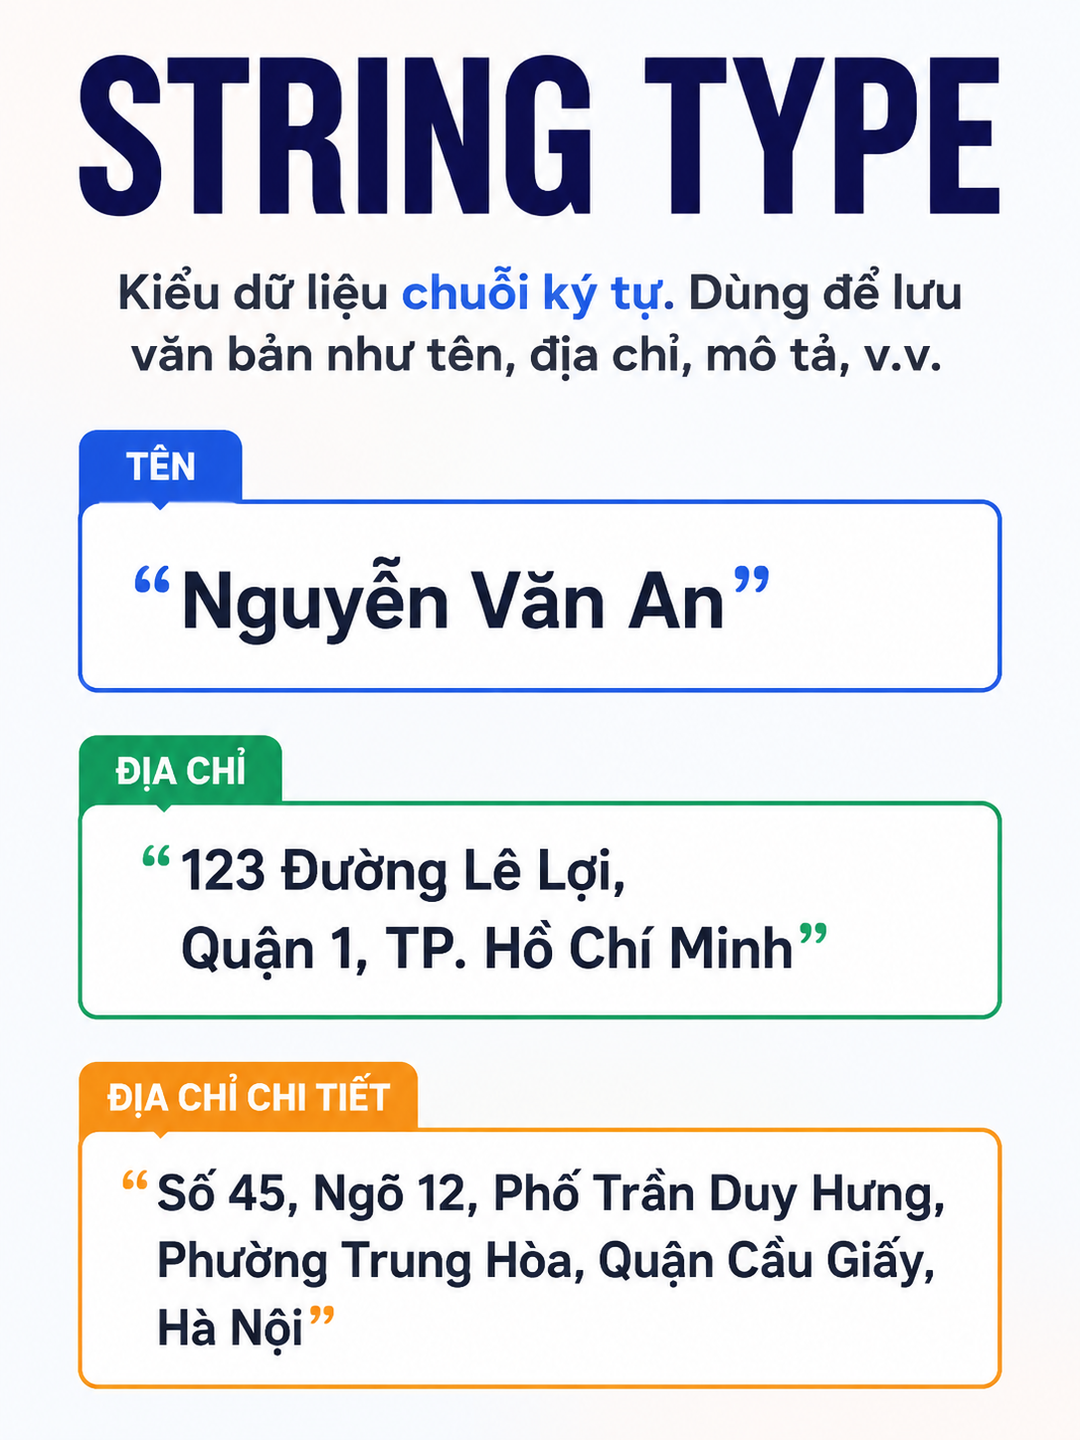 STRING TYPE
Kiểu dữ liệu chuỗi ký tự. Dùng để lưu
văn bản như tên, địa chỉ, mô tả, v.v.
TÊN
“Nguyễn Văn An”
ĐỊA CHỈ
“123 Đường Lê Lợi,
Quận 1, TP. Hồ Chí Minh”
ĐỊA CHỈ CHI TIẾT
“Số 45, Ngõ 12, Phố Trần Duy Hưng,
Phường Trung Hòa, Quận Cầu Giấy,
Hà Nội”